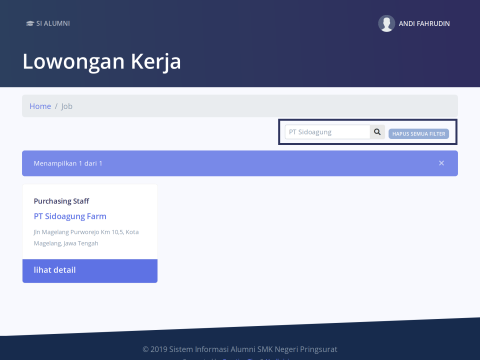 SI ALUMNI
ANDI FAHRUDIN
Lowongan Kerja
Home / Job
PT Sidoagung
HAPUS SEMUA FILTER
Menampilkan 1 dari 1
×
Purchasing Staff
PT Sidoagung Farm
Jln Magelang Purworejo Km 10,5, Kota
Magelang, Jawa Tengah
lihat detail
© 2019 Sistem Informasi Alumni SMK Negeri Pringsurat